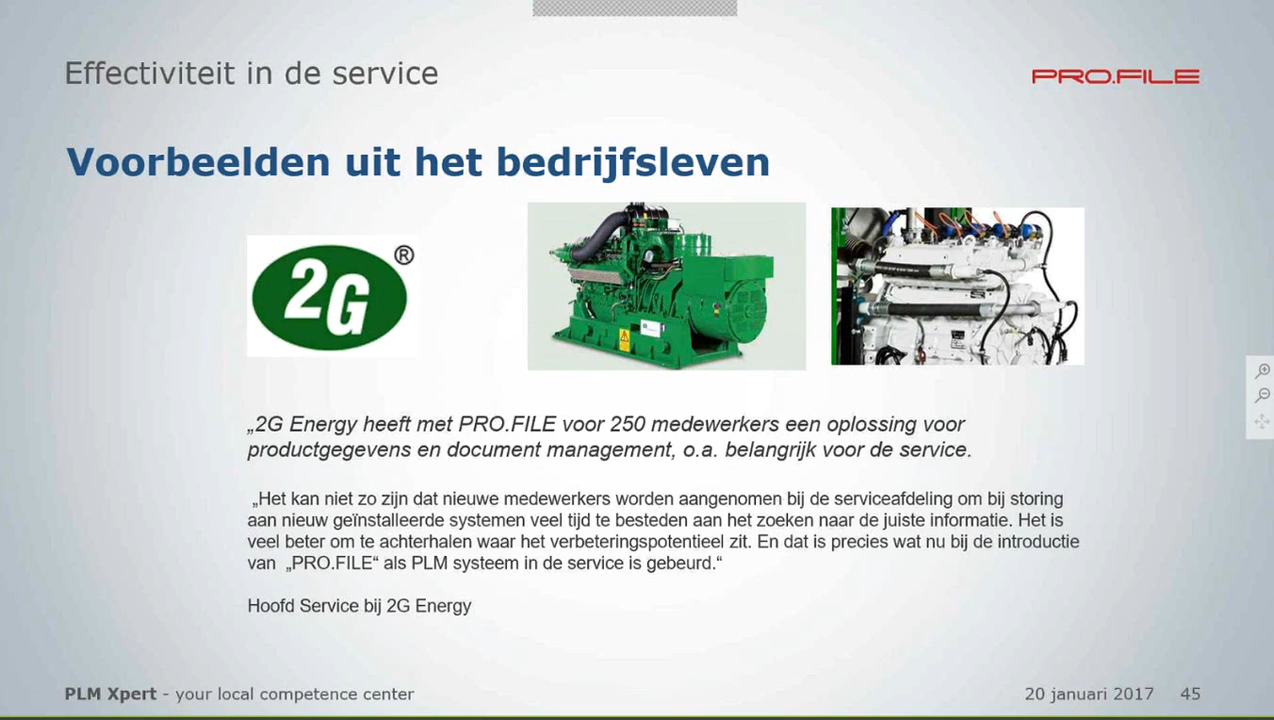 Effectiviteit in de service
PRO.FILE
Voorbeelden uit het bedrijfsleven
2G®
„2G Energy heeft met PRO.FILE voor 250 medewerkers een oplossing voor
productgegevens en document management, o.a. belangrijk voor de service.
„Het kan niet zo zijn dat nieuwe medewerkers worden aangenomen bij de serviceafdeling om bij storing
aan nieuw geïnstalleerde systemen veel tijd te besteden aan het zoeken naar de juiste informatie. Het is
veel beter om te achterhalen waar het verbeteringspotentieel zit. En dat is precies wat nu bij de introductie
van „PRO.FILE“ als PLM systeem in de service is gebeurd.“
Hoofd Service bij 2G Energy
PLM Xpert - your local competence center
20 januari 2017 45